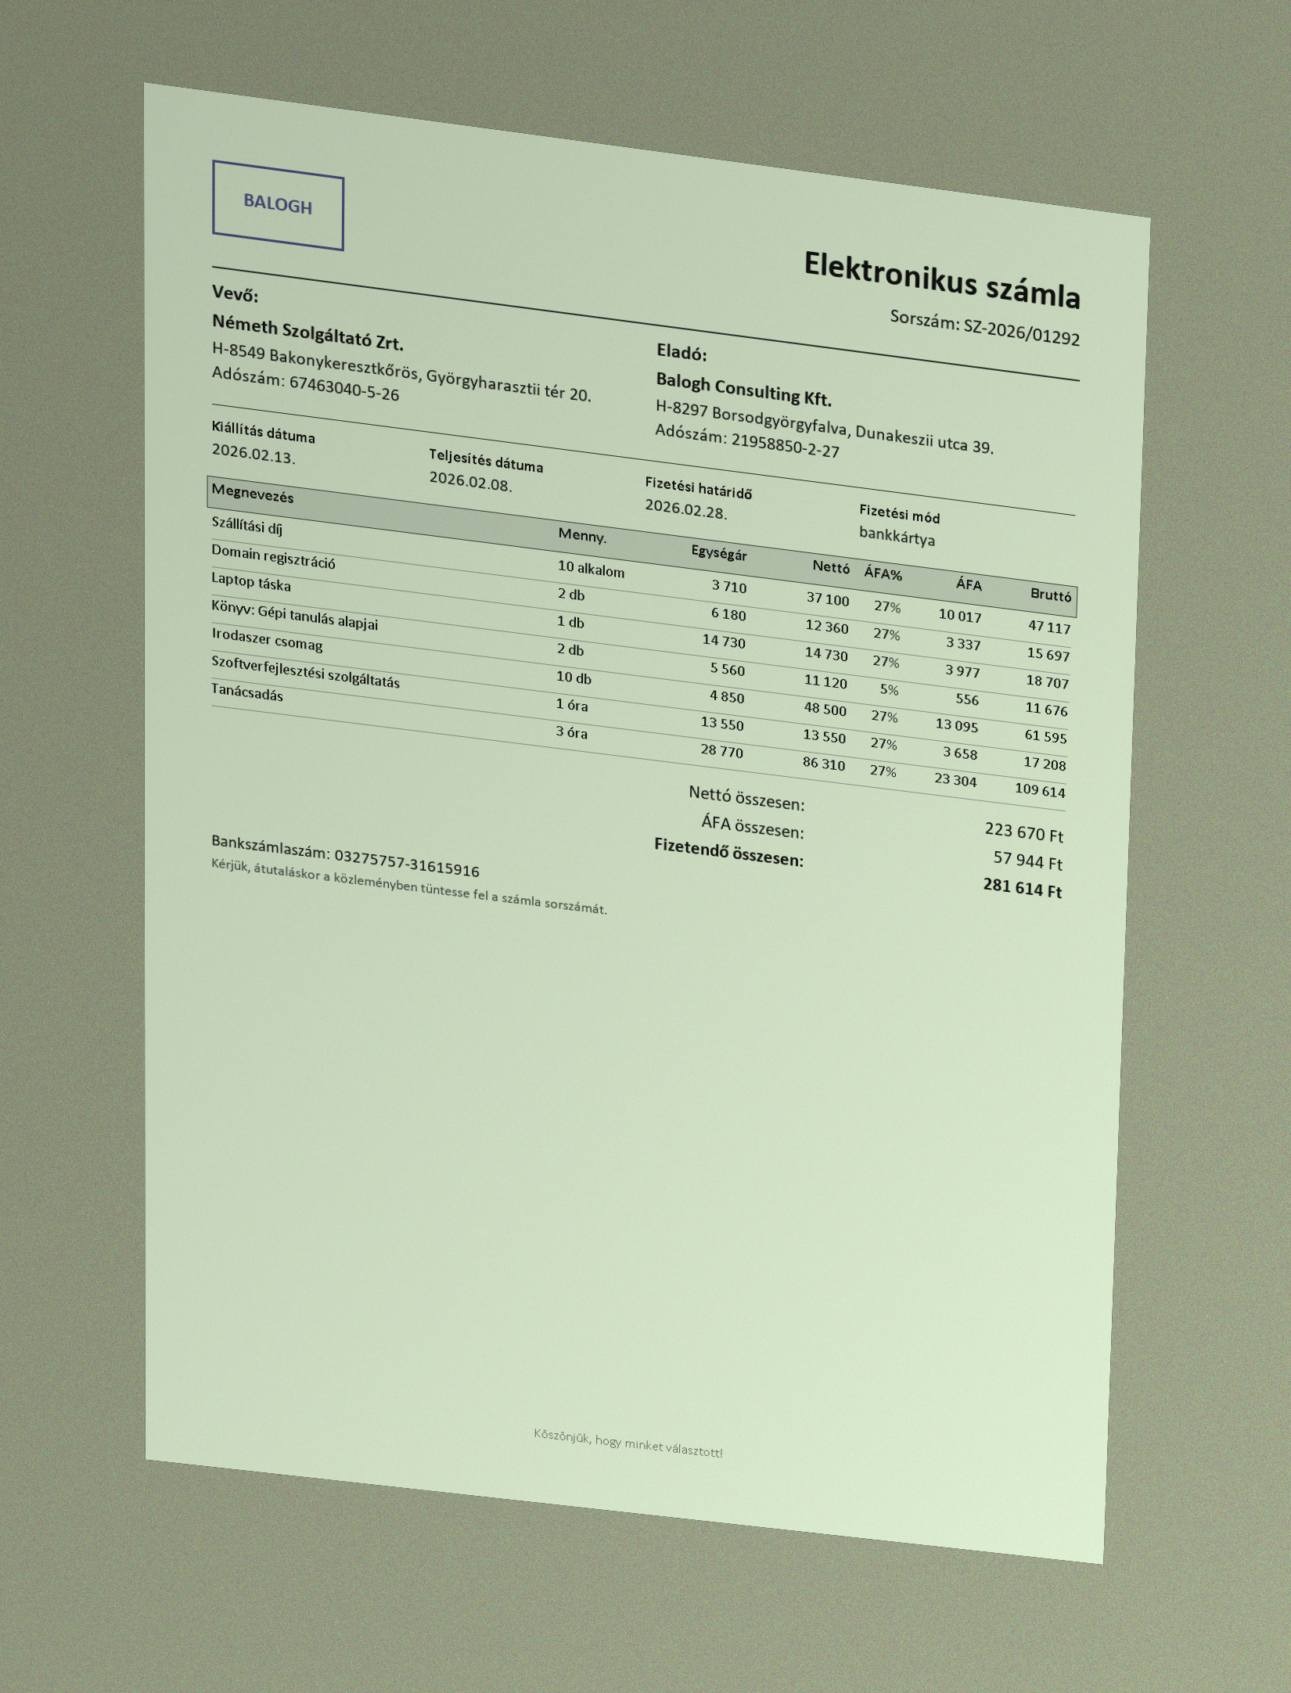 BALOGH
Elektronikus számla
Sorszám: SZ-2026/01292
Vevő:
Németh Szolgáltató Zrt.
H-8549 Bakonykeresztkőrös, Györgyharasztii tér 20.
Adószám: 67463040-5-26
Eladó:
Balogh Consulting Kft.
H-8297 Borsodgyörgyfalva, Dunakeszii utca 39.
Adószám: 21958850-2-27
Kiállítás dátuma Teljesítés dátuma Fizetési határidő Fizetési mód
2026.02.13. 2026.02.08. 2026.02.28. bankkártya
Megnevezés Menny. Egységár Nettó ÁFA% ÁFA Bruttó
Szállítási díj 10 alkalom 3 710 37 100 27% 10 017 47 117
Domain regisztráció 2 db 6 180 12 360 27% 3 337 15 697
Laptop táska 1 db 14 730 14 730 27% 3 977 18 707
Könyv: Gépi tanulás alapjai 2 db 5 560 11 120 5% 556 11 676
Irodaszer csomag 10 db 4 850 48 500 27% 13 095 61 595
Szoftverfejlesztési szolgáltatás 1 óra 13 550 13 550 27% 3 658 17 208
Tanácsadás 3 óra 28 770 86 310 27% 23 304 109 614
Nettó összesen: 223 670 Ft
ÁFA összesen: 57 944 Ft
Fizetendő összesen: 281 614 Ft
Bankszámlaszám: 03275757-31615916
Kérjük, átutaláskor a közleményben tüntesse fel a számla sorszámát.
Köszönjük, hogy minket választott!